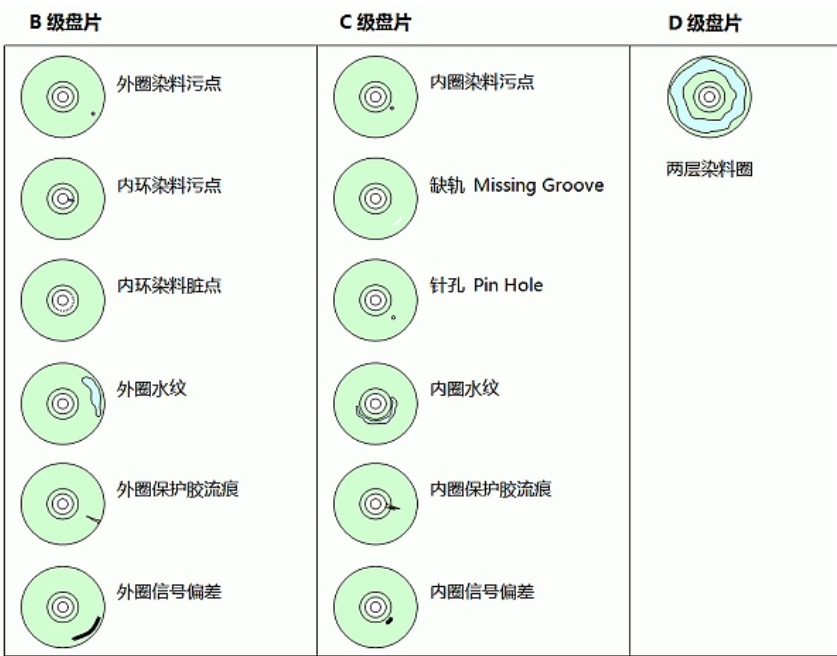 B 级盘片
C 级盘片
D 级盘片
外圈染料污点
内圈染料污点
两层染料圈
内环染料污点
缺轨 Missing Groove
内环染料脏点
针孔 Pin Hole
外圈水纹
内圈水纹
外圈保护胶流痕
内圈保护胶流痕
外圈信号偏差
内圈信号偏差